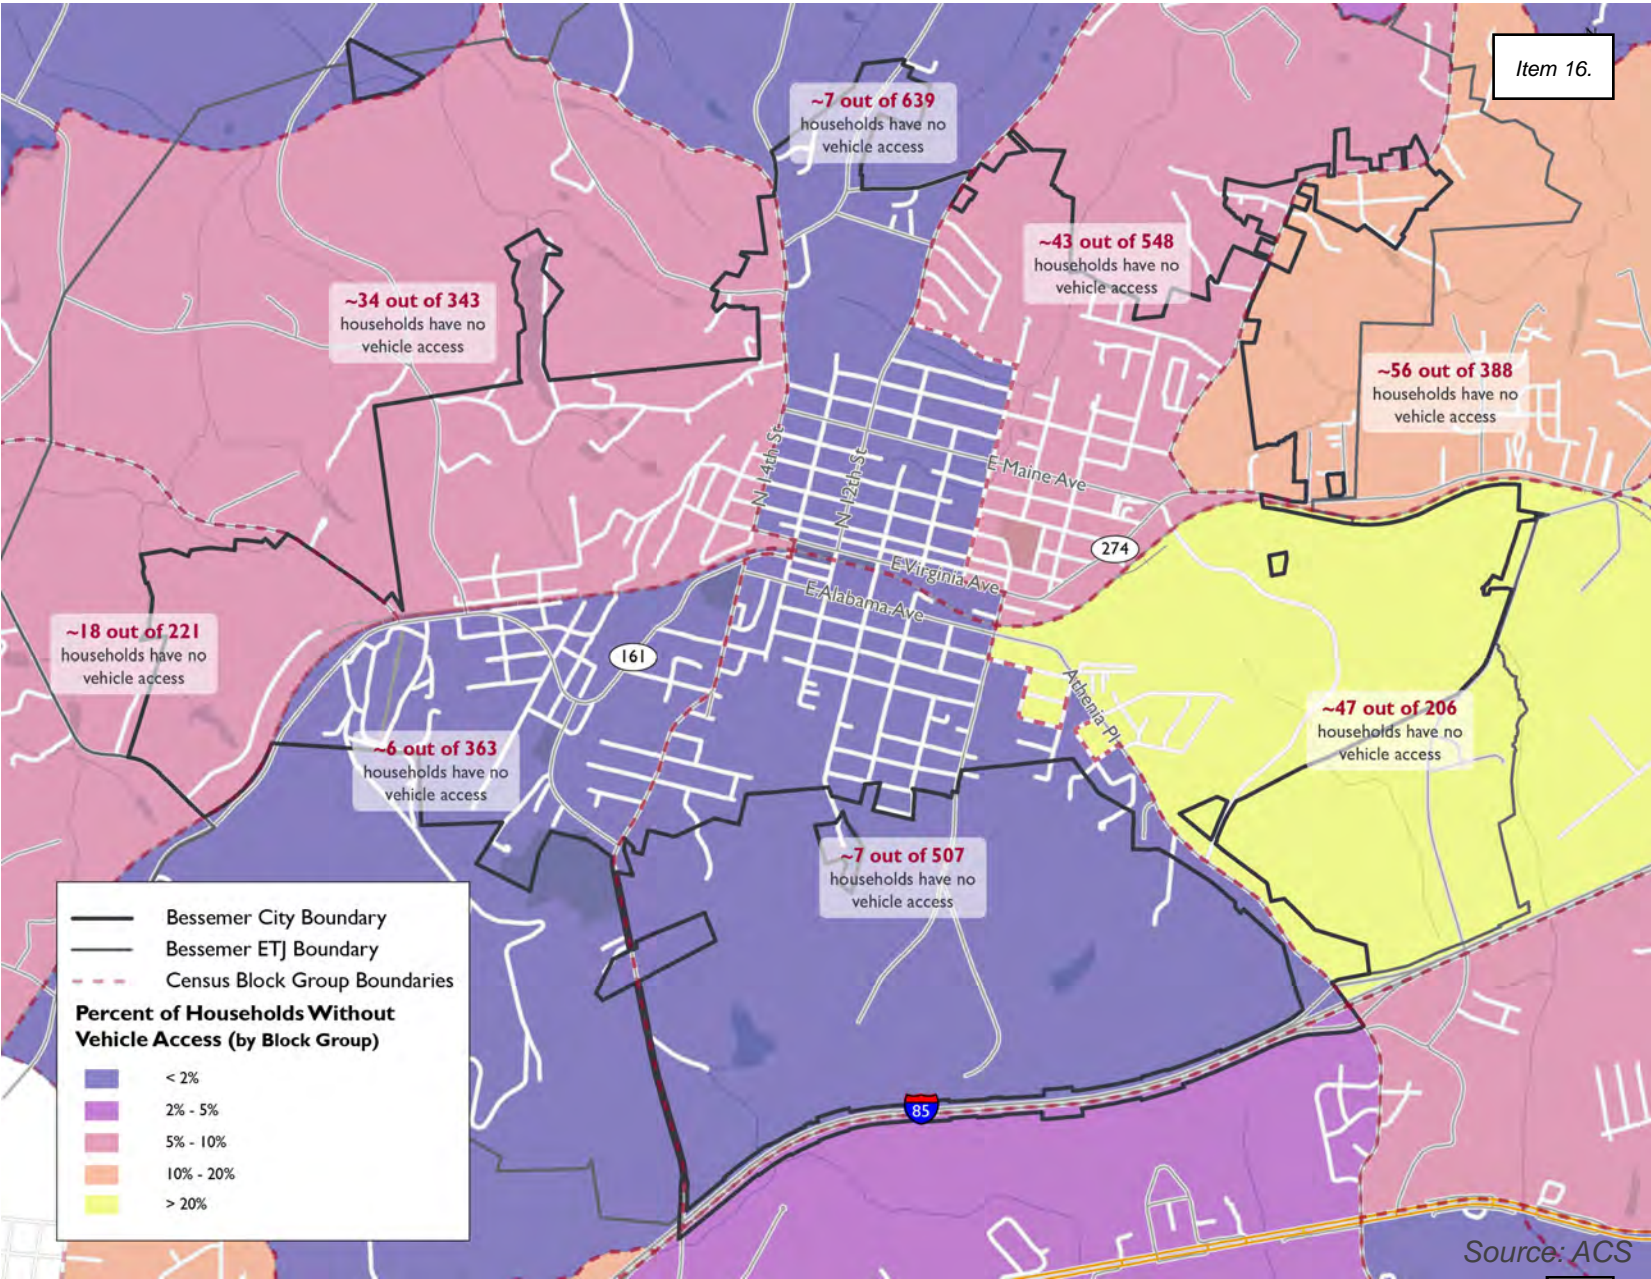 Item 16.
~7 out of 639
households have no
vehicle access
~43 out of 548
households have no
vehicle access
~34 out of 343
households have no
vehicle access
~56 out of 388
households have no
vehicle access
N 14th St
N 12th St
E Maine Ave
274
E Virginia Ave
E Alabama Ave
~18 out of 221
households have no
vehicle access
161
Athenia Pl
~47 out of 206
households have no
vehicle access
~6 out of 363
households have no
vehicle access
~7 out of 507
households have no
vehicle access
Bessemer City Boundary
Bessemer ETJ Boundary
Census Block Group Boundaries
Percent of Households Without
Vehicle Access (by Block Group)
< 2%
2% - 5%
5% - 10%
10% - 20%
> 20%
85
Source: ACS